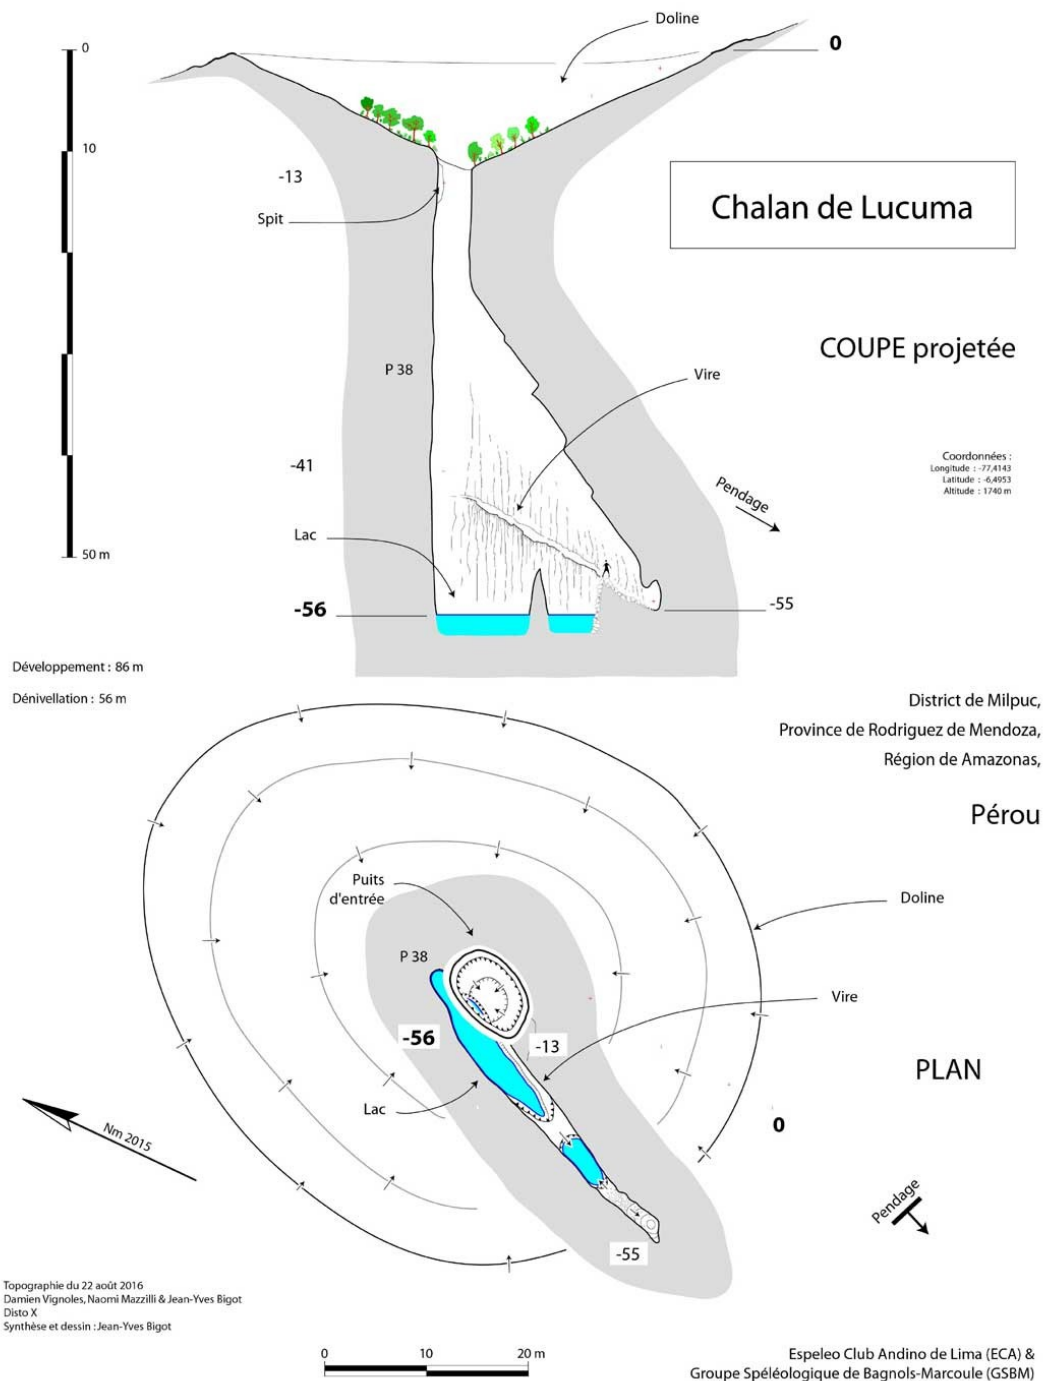 Doline
0
0
10
-13
Spit
Chalan de Lucuma
COUPE projetée
P 38
Vire
-41
Coordonnées :
Longitude : -77,4143
Latitude : -6,4953
Altitude : 1740 m
Pendage
Lac
50 m
-56
-55
Développement : 86 m
Dénivellation : 56 m
District de Milpuc,
Province de Rodriguez de Mendoza,
Région de Amazonas,
Pérou
Puits
d'entrée
Doline
P 38
Vire
-56
-13
PLAN
Lac
0
Nm 2015
Pendage
-55
Topographie du 22 août 2016
Damien Vignoles, Naomi Mazzilli & Jean-Yves Bigot
Disto X
Synthèse et dessin : Jean-Yves Bigot
0 10 20 m
Espeleo Club Andino de Lima (ECA) &
Groupe Spéléologique de Bagnols-Marcoule (GSBM)